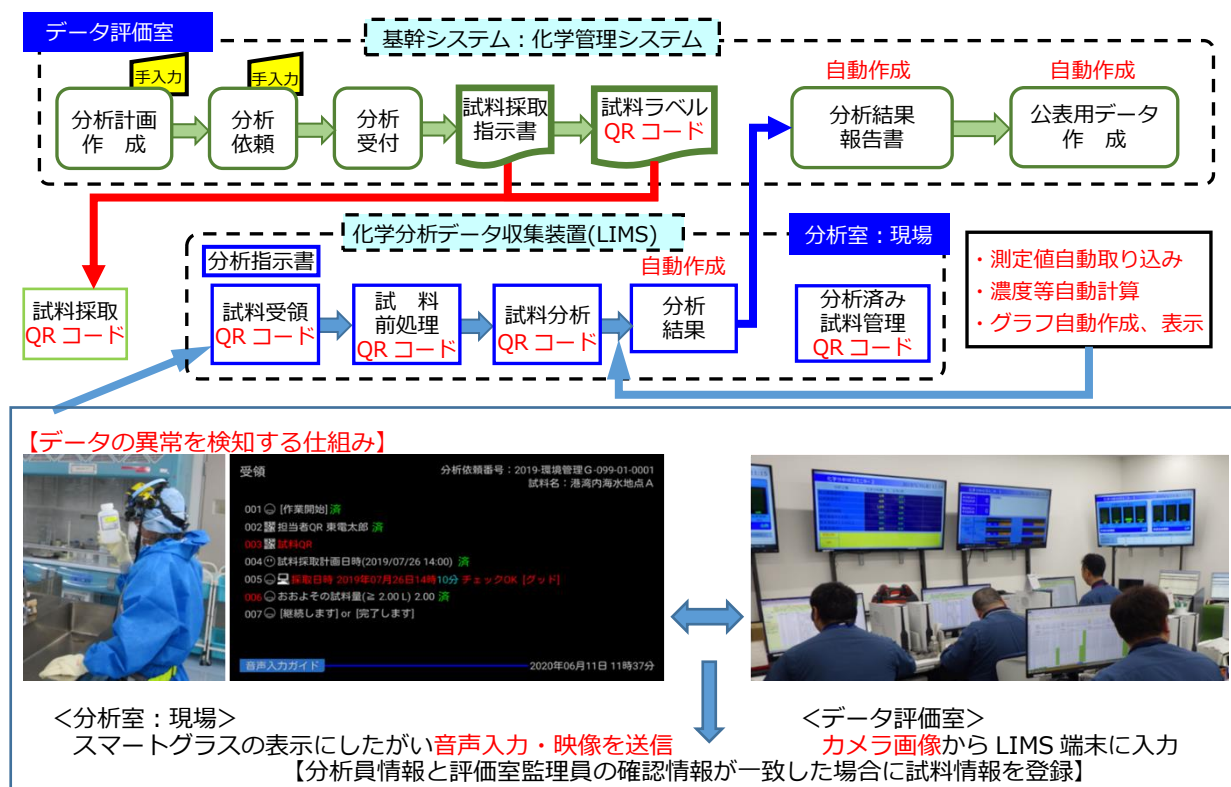 データ評価室
基幹システム：化学管理システム
手入力
手入力
自動作成
自動作成
分析計画
作　成
分析
依頼
分析
受付
試料採取
指示書
試料ラベル
QR コード
分析結果
報告書
公表用データ
作　成
化学分析データ収集装置(LIMS)
分析室：現場
分析指示書
自動作成
試料採取
QR コード
試料受領
QR コード
試　料
前処理
QR コード
試料分析
QR コード
分析
結果
分析済み
試料管理
QR コード
・測定値自動取り込み
・濃度等自動計算
・グラフ自動作成、表示
【データの異常を検知する仕組み】
受領
分析依頼番号：2019-環境管理G-099-01-0001
試料名：港湾内海水地点A
001 [作業開始] 済
002 担当者QR 東電太郎 済
003 試料QR
004 試料採取計画日時(2019/07/26 14:00) 済
005 採取日時 2019年07月26日14時10分 チェックOK [グッド]
006 おおよその試料量(≧ 2.00 L) 2.00 済
007 [継続します] or [完了します]
音声入力ガイド
2020年06月11日 11時37分
＜分析室：現場＞
スマートグラスの表示にしたがい音声入力・映像を送信
＜データ評価室＞
カメラ画像から LIMS 端末に入力
【分析員情報と評価室監理員の確認情報が一致した場合に試料情報を登録】